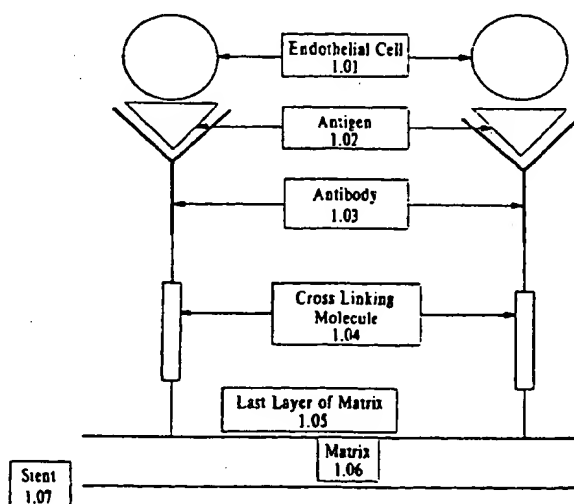 Endothelial Cell
1.01
Antigen
1.02
Antibody
1.03
Cross Linking
Molecule
1.04
Last Layer of Matrix
1.05
Matrix
1.06
Stent
1.07